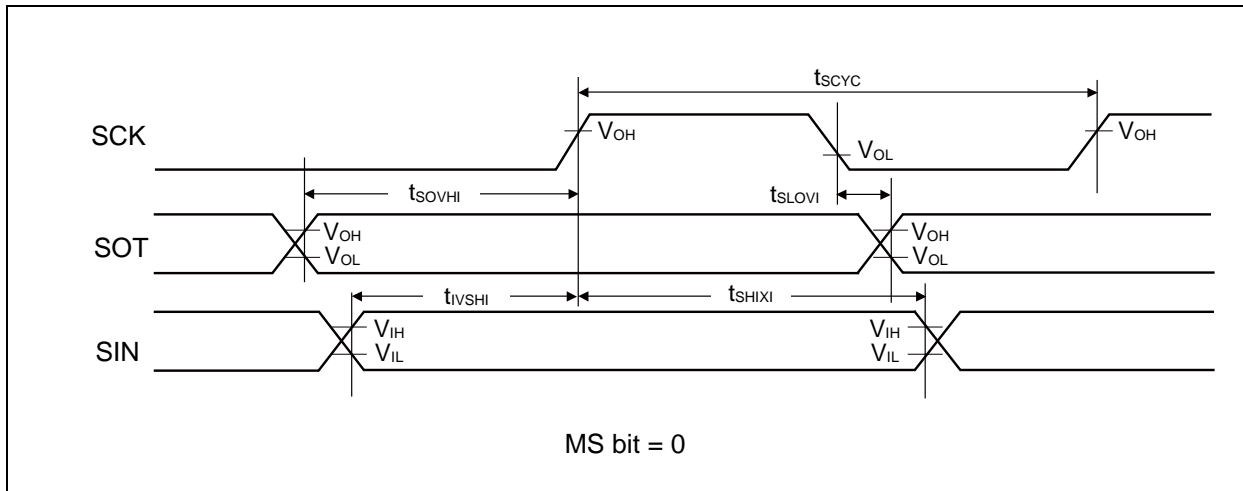 tSCYC
SCK
VOH
VOL
VOH
tSOVHI
tSLOVI
SOT
VOH
VOL
VOH
VOL
tIVSHI
tSHIXI
SIN
VIH
VIL
VIH
VIL
MS bit = 0